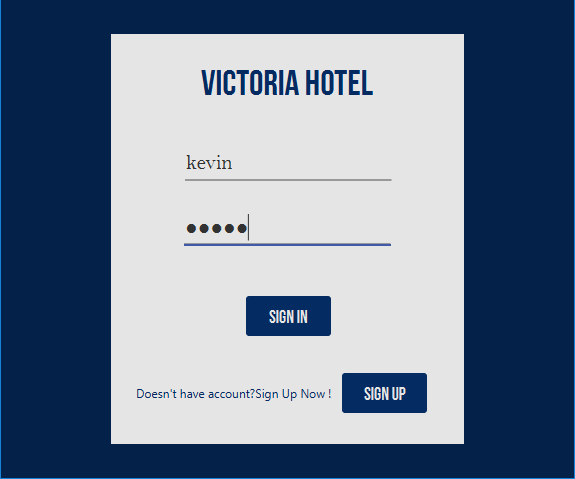 VICTORIA HOTEL
kevin
●●●●●
SIGN IN
Doesn't have account?Sign Up Now !
SIGN UP